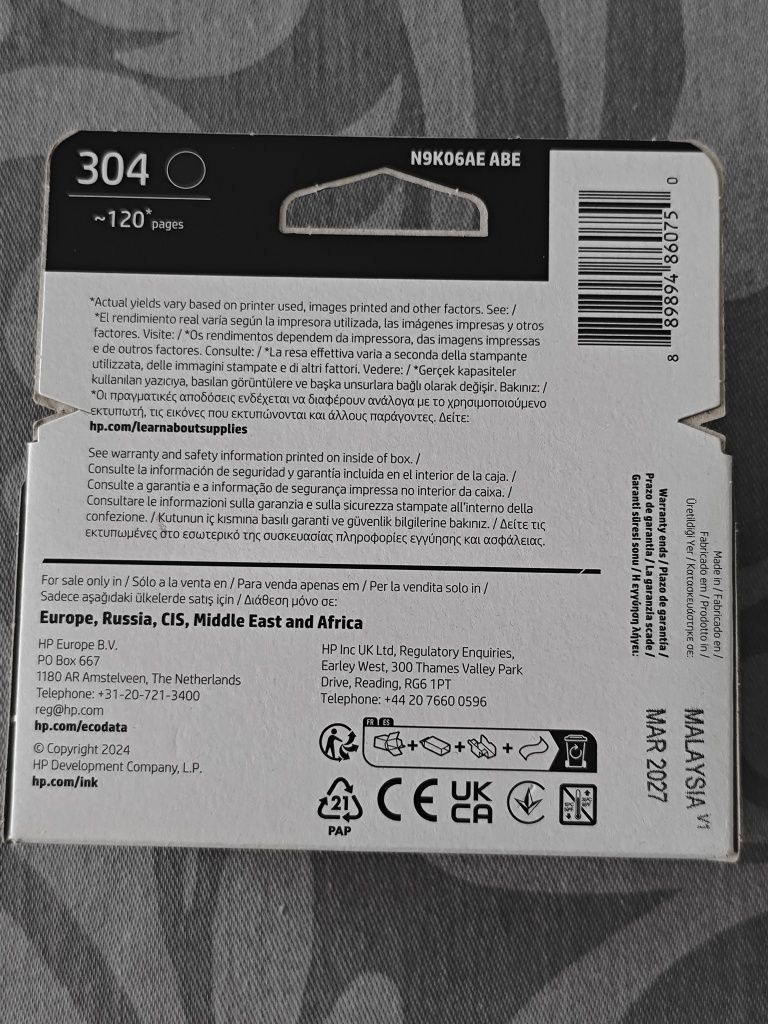 304
~120* pages
N9K06AE ABE
8 89894 86075 0
*Actual yields vary based on printer used, images printed and other factors. See: /
*El rendimiento real varía según la impresora utilizada, las imágenes impresas y otros
factores. Visite: / *Os rendimentos dependem da impressora, das imagens impressas
e de outros factores. Consulte: / *La resa effettiva varia a seconda della stampante
utilizzata, delle immagini stampate e di altri fattori. Vedere: / *Gerçek kapasiteler
kullanılan yazıcıya, basılan görüntülere ve başka unsurlara bağlı olarak değişir. Bakınız: /
*Οι πραγματικές αποδόσεις ενδέχεται να διαφέρουν ανάλογα με το χρησιμοποιούμενο
εκτυπωτή, τις εικόνες που εκτυπώνονται και άλλους παράγοντες. Δείτε:
hp.com/learnaboutsupplies
See warranty and safety information printed on inside of box. /
Consulte la información de seguridad y garantía incluida en el interior de la caja. /
Consulte a garantia e a informação de segurança impressa no interior da caixa. /
Consultare le informazioni sulla garanzia e sulla sicurezza stampate all'interno della
confezione. / Kutunun iç kısmına basılı garanti ve güvenlik bilgilerine bakınız. / Δείτε τις
εκτυπωμένες στο εσωτερικό της συσκευασίας πληροφορίες εγγύησης και ασφάλειας.
For sale only in / Sólo a la venta en / Para venda apenas em / Per la vendita solo in /
Sadece aşağıdaki ülkelerde satış için / Διάθεση μόνο σε:
Europe, Russia, CIS, Middle East and Africa
HP Europe B.V.
PO Box 667
1180 AR Amstelveen, The Netherlands
Telephone: +31-20-721-3400
reg@hp.com
hp.com/ecodata
© Copyright 2024
HP Development Company, L.P.
hp.com/ink
HP Inc UK Ltd, Regulatory Enquiries,
Earley West, 300 Thames Valley Park
Drive, Reading, RG6 1PT
Telephone: +44 20 7660 0596
FR ES
21
PAP
CE
UK
CA
Made in / Fabricado en /
Fabricado em / Prodotto in /
Üretildiği Yer / Κατασκευάστηκε σε:
MALAYSIA V1
Warranty ends / Plazo de garantía /
Prazo de garantia / La garanzia scade /
Garanti süresi sonu / Η εγγύηση λήγει:
MAR 2027